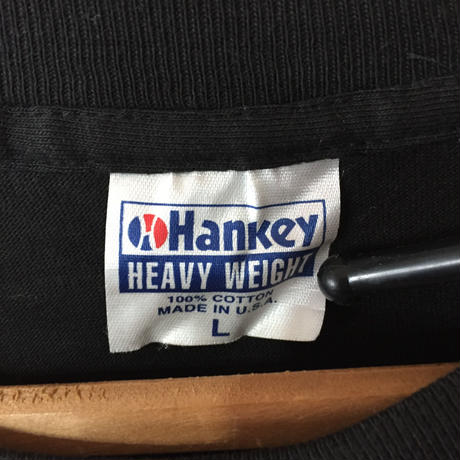 Hankey
HEAVY WEIGHT
100% COTTON
MADE IN U.S.A.
L